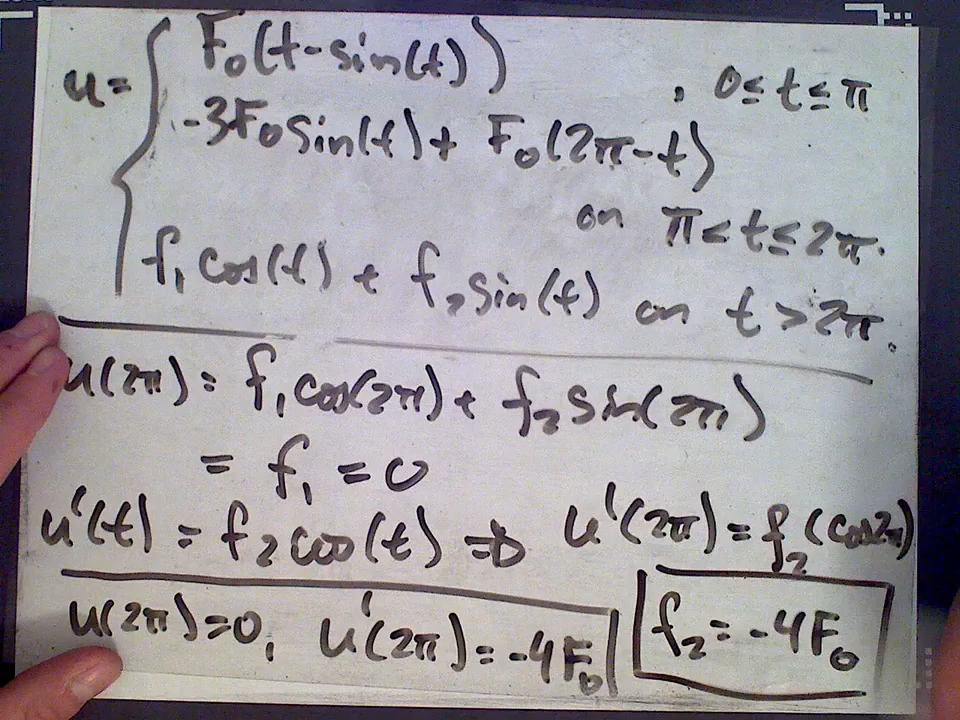 u = { F₀(t-sin(t)) , 0 ≤ t ≤ π
-3F₀sin(t) + F₀(2π-t)
on π < t ≤ 2π.
f₁cos(t) + f₂sin(t) on t > 2π.
u(2π) = f₁cos(2π) + f₂sin(2π)
= f₁ = 0
u'(t) = f₂cos(t) ⇒ u'(2π) = f₂(cos2π)
u(2π)=0, u'(2π) = -4F₀
f₂ = -4F₀